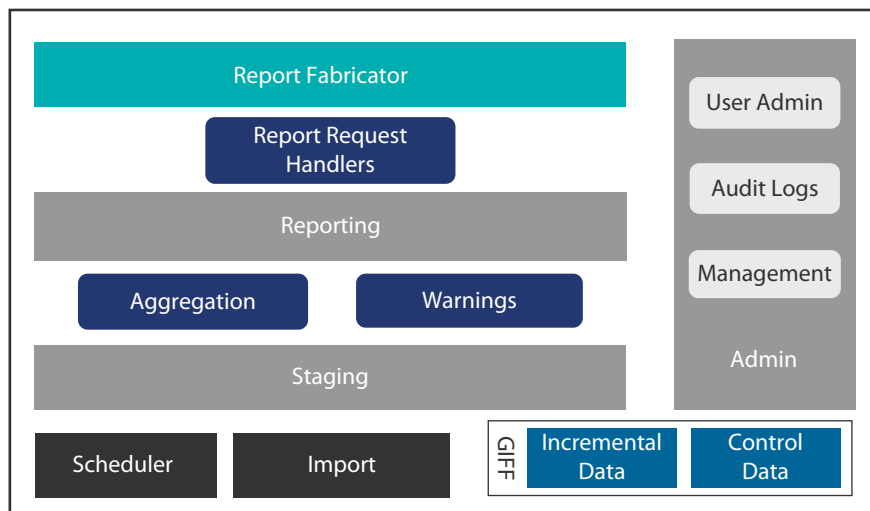 Report Fabricator
Report Request
Handlers
Reporting
Aggregation
Warnings
Staging
Scheduler
Import
GIFF
Incremental
Data
Control
Data
User Admin
Audit Logs
Management
Admin